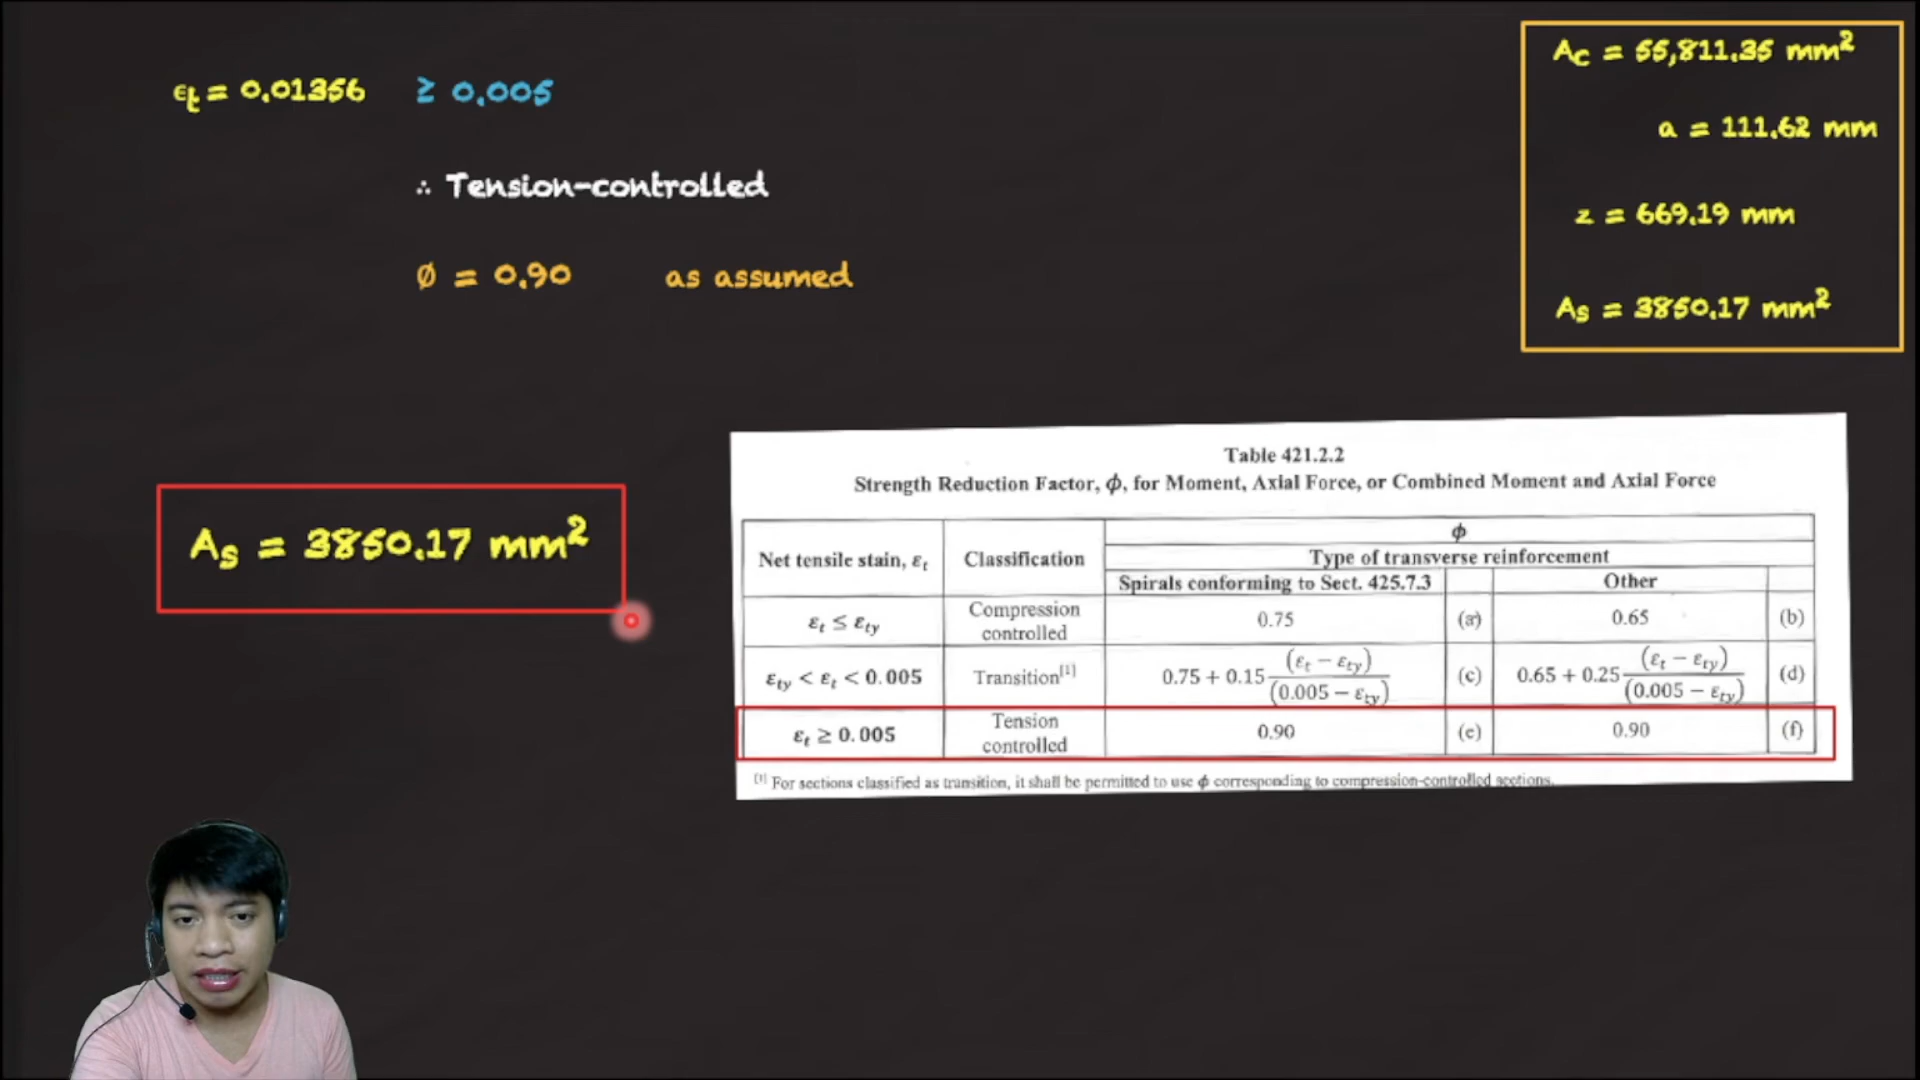 ϵt = 0.01356 ≥ 0.005
∴ Tension-controlled
Ø = 0.90 as assumed
Ac = 55,811.35 mm²
a = 111.62 mm
z = 669.19 mm
As = 3850.17 mm²
As = 3850.17 mm²
Table 421.2.2
Strength Reduction Factor, ϕ, for Moment, Axial Force, or Combined Moment and Axial Force
Net tensile stain, εt Classification ϕ
Type of transverse reinforcement
Spirals conforming to Sect. 425.7.3 Other
εt ≤ εty Compression controlled 0.75 (a) 0.65 (b)
εty < εt < 0.005 Transition[1] 0.75 + 0.15 (εt − εty)/(0.005 − εty) (c) 0.65 + 0.25 (εt − εty)/(0.005 − εty) (d)
εt ≥ 0.005 Tension controlled 0.90 (e) 0.90 (f)
[1] For sections classified as transition, it shall be permitted to use ϕ corresponding to compression-controlled sections.